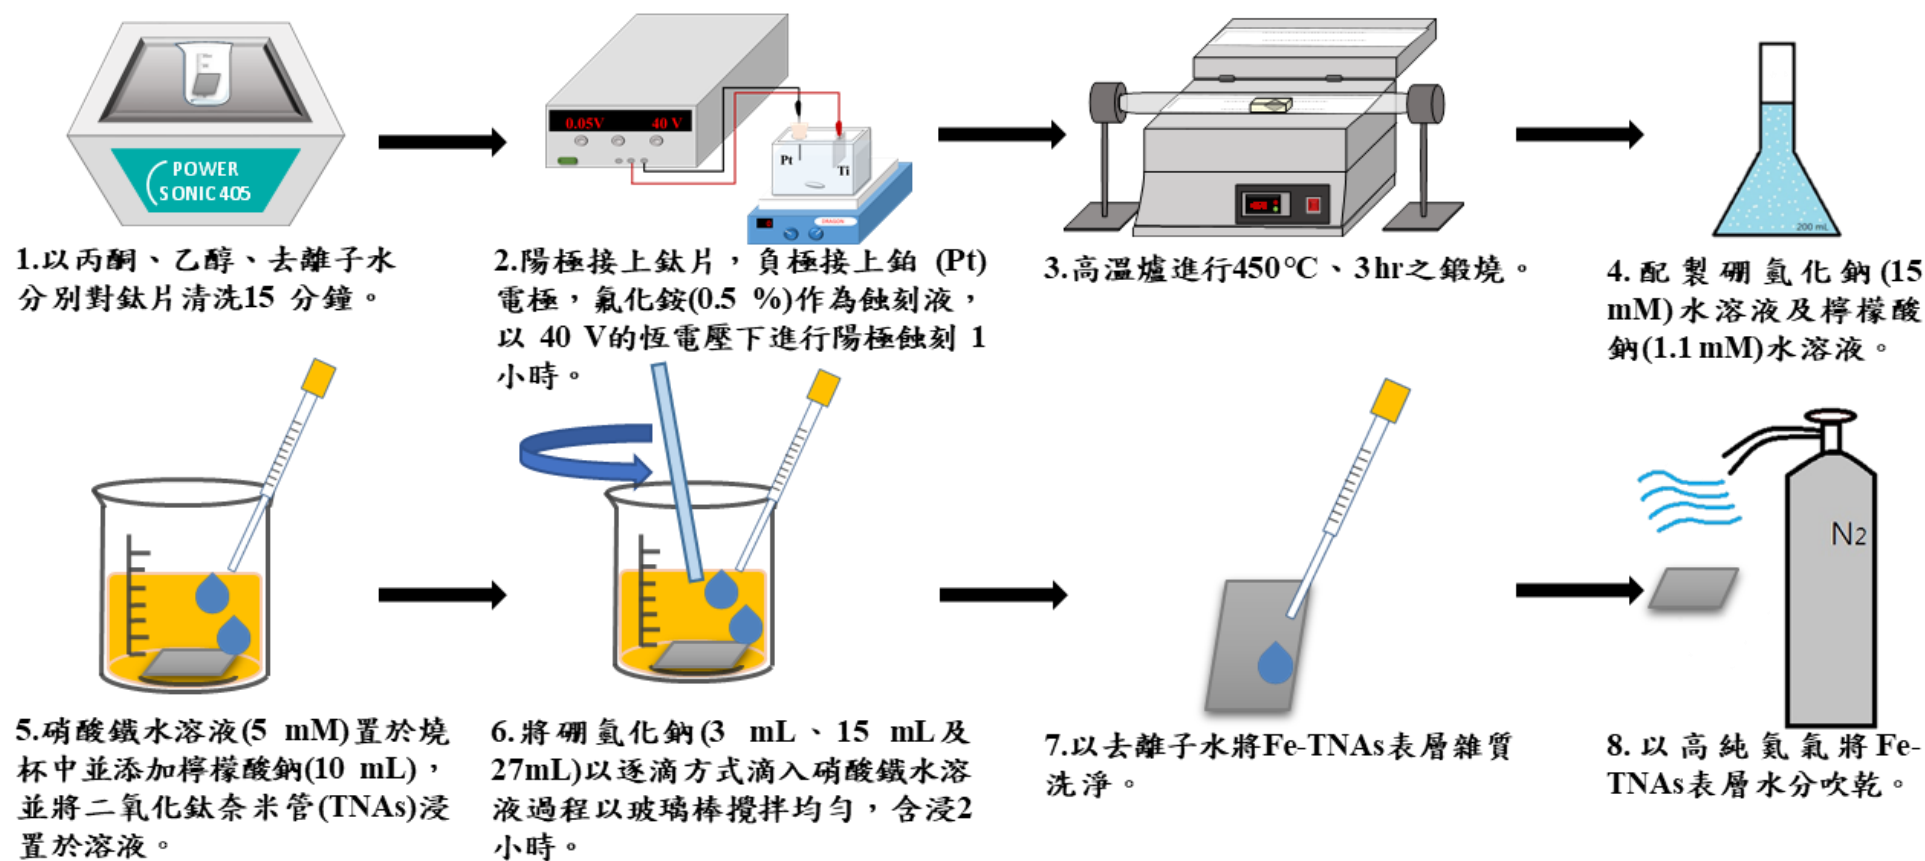 POWER
SONIC 405
0.05V 40 V
Pt
Ti
DRAGON
200 mL
1.以丙酮、乙醇、去離子水
分別對鈦片清洗15 分鐘。
2.陽極接上鈦片，負極接上鉑 (Pt)
電極，氟化銨(0.5 %)作為蝕刻液，
以 40 V的恆電壓下進行陽極蝕刻 1
小時。
3.高溫爐進行450°C、3hr之鍛燒。
4.配製硼氫化鈉(15
mM)水溶液及檸檬酸
鈉(1.1 mM)水溶液。
N2
5.硝酸鐵水溶液(5 mM)置於燒
杯中並添加檸檬酸鈉(10 mL)，
並將二氧化鈦奈米管(TNAs)浸
置於溶液。
6.將硼氫化鈉(3 mL、15 mL及
27mL)以逐滴方式滴入硝酸鐵水溶
液過程以玻璃棒攪拌均勻，含浸2
小時。
7.以去離子水將Fe-TNAs表層雜質
洗淨。
8.以高純氮氣將Fe-
TNAs表層水分吹乾。